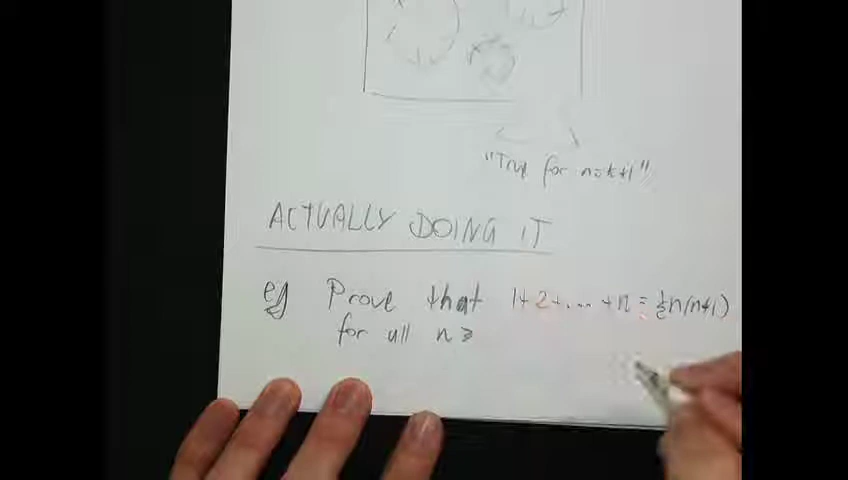 "True for n=k+1"
ACTUALLY DOING IT
eg Prove that 1+2+...+n = ½n(n+1)
for all n ≥